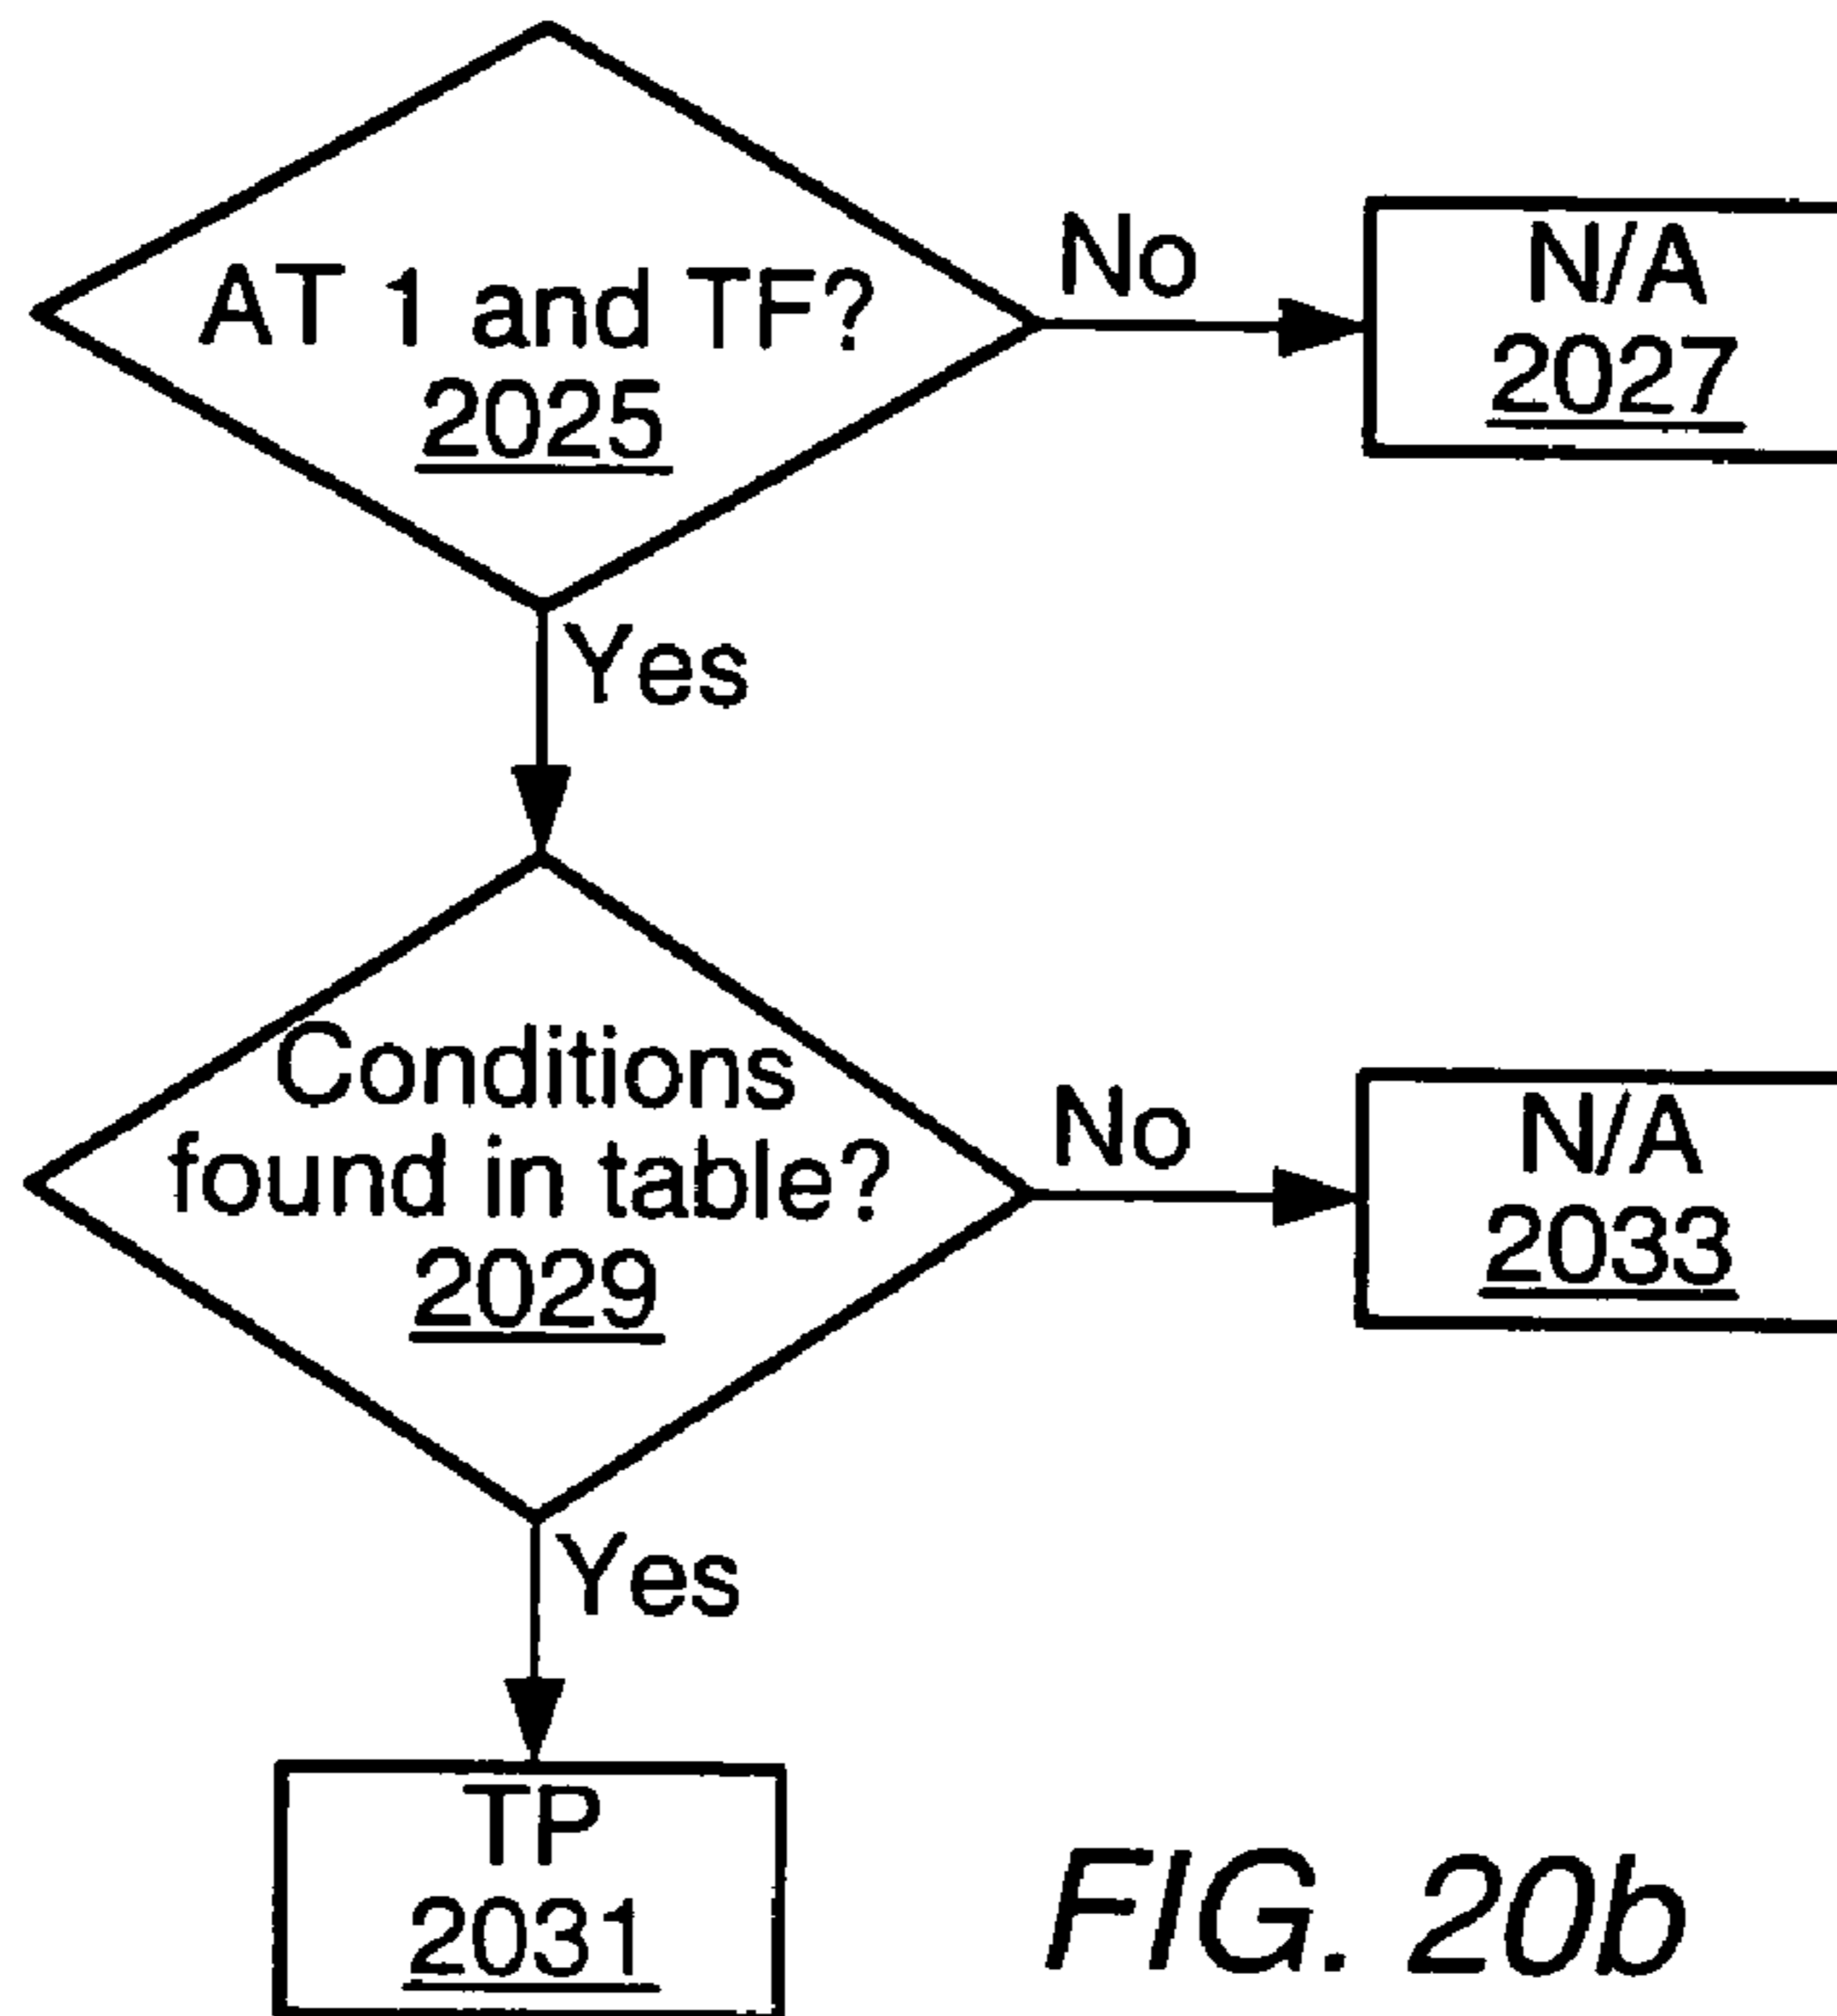 AT 1 and TF?
2025
No
N/A
2027
Yes
Conditions
found in table?
2029
No
N/A
2033
Yes
TP
2031
FIG. 20b